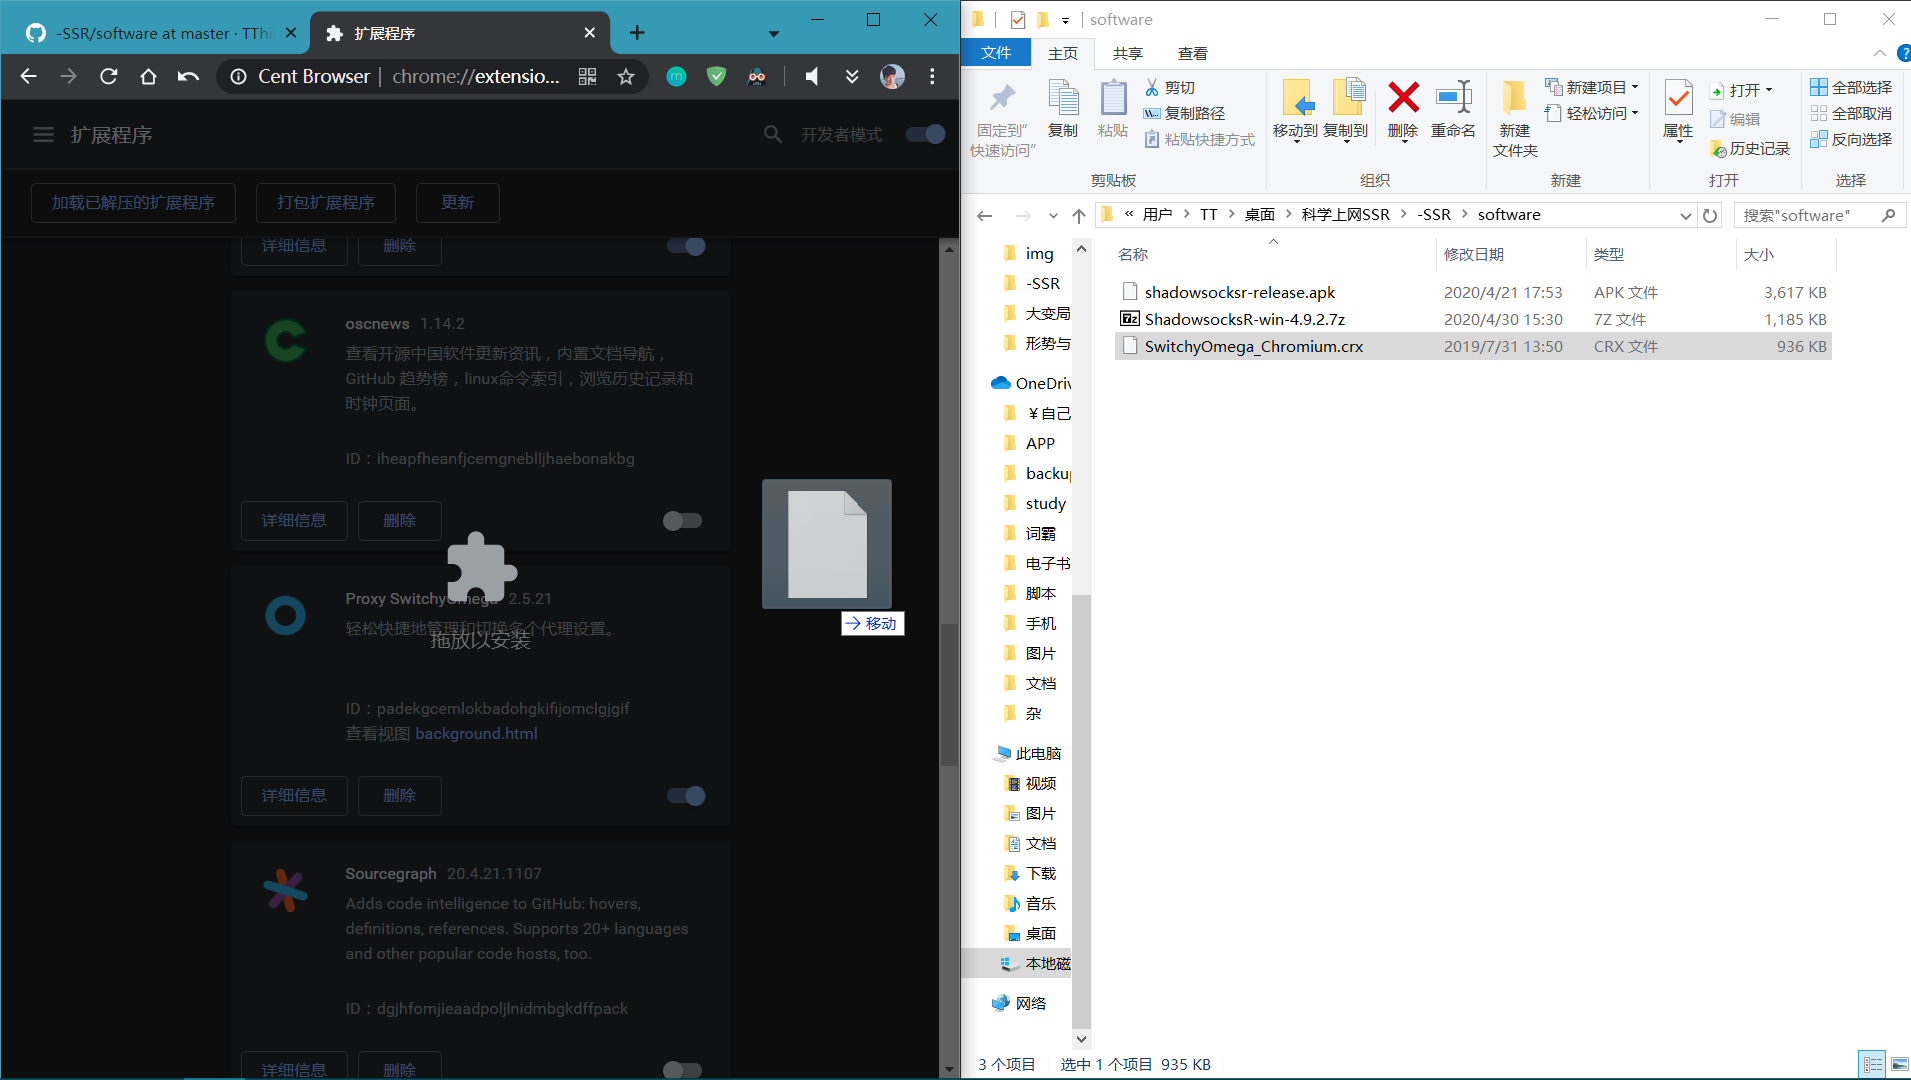 -SSR/software at master · TThi
扩展程序
Cent Browser
chrome://extensio...
扩展程序
开发者模式
加载已解压的扩展程序
打包扩展程序
更新
详细信息
删除
oscnews 1.14.2
查看开源中国软件更新资讯，内置文档导航，
GitHub 趋势榜，linux命令索引，浏览历史记录和
时钟页面。
ID：iheapfheanfjcemgneblljhaebonakbg
详细信息
删除
Proxy SwitchyOmega 2.5.21
轻松快捷地管理和切换多个代理设置。
拖放以安装
ID：padekgcemlokbadohgkifijomclgjgif
查看视图 background.html
详细信息
删除
Sourcegraph 20.4.21.1107
Adds code intelligence to GitHub: hovers,
definitions, references. Supports 20+ languages
and other popular code hosts, too.
ID：dgjhfomjieaadpoljlnidmbgkdffpack
详细信息
删除
移动
software
文件
主页
共享
查看
固定到"
快速访问"
复制
粘贴
剪切
复制路径
粘贴快捷方式
剪贴板
移动到
复制到
删除
重命名
组织
新建
文件夹
新建项目
轻松访问
新建
属性
打开
编辑
历史记录
打开
全部选择
全部取消
反向选择
选择
« 用户 > TT > 桌面 > 科学上网SSR > -SSR > software
搜索"software"
img
-SSR
大变局
形势与
OneDriv
￥自己
APP
backup
study
词霸
电子书
脚本
手机
图片
文档
杂
此电脑
视频
图片
文档
下载
音乐
桌面
本地磁
网络
名称
修改日期
类型
大小
shadowsocksr-release.apk 2020/4/21 17:53 APK 文件 3,617 KB
ShadowsocksR-win-4.9.2.7z 2020/4/30 15:30 7Z 文件 1,185 KB
SwitchyOmega_Chromium.crx 2019/7/31 13:50 CRX 文件 936 KB
3 个项目
选中 1 个项目 935 KB